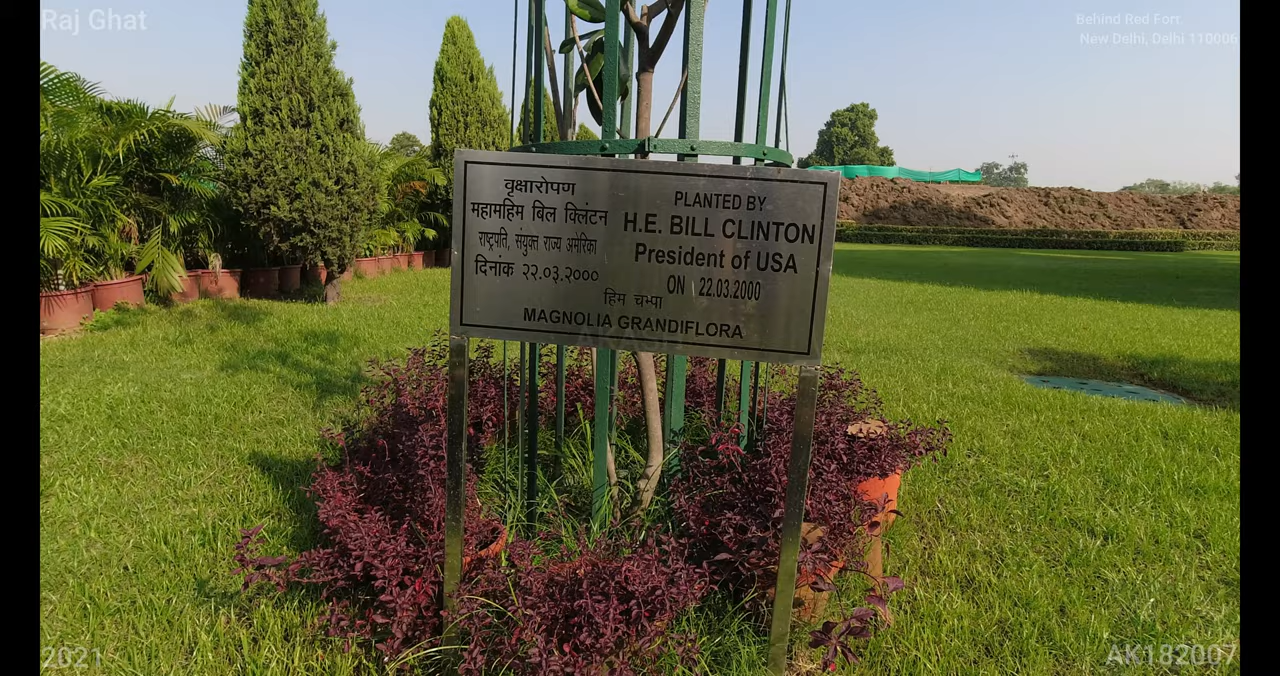 Raj Ghat
Behind Red Fort
New Delhi, Delhi 110006
वृक्षारोपण
महामहिम बिल क्लिंटन
राष्ट्रपति, संयुक्त राज्य अमेरिका
दिनांक २२.०३.२०००
PLANTED BY
H.E. BILL CLINTON
President of USA
ON 22.03.2000
हिम चम्पा
MAGNOLIA GRANDIFLORA
2021
AK182007